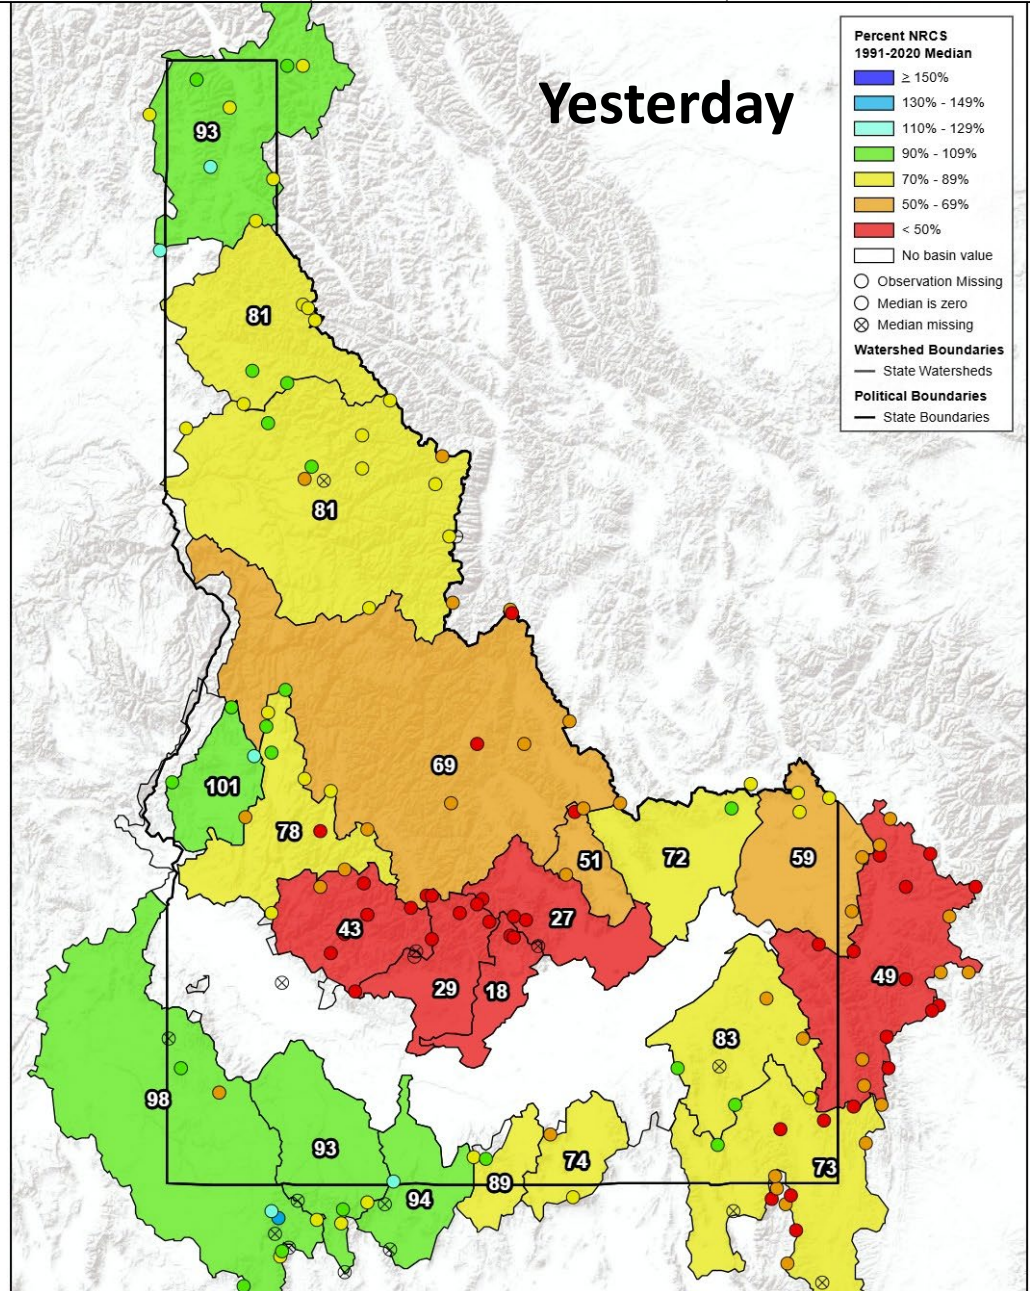 Yesterday
Percent NRCS
1991-2020 Median
≥ 150%
130% - 149%
110% - 129%
90% - 109%
70% - 89%
50% - 69%
< 50%
No basin value
Observation Missing
Median is zero
Median missing
Watershed Boundaries
State Watersheds
Political Boundaries
State Boundaries
93
81
81
69
101
78
51
72
59
43
27
29
18
49
83
98
93
94
89
74
73